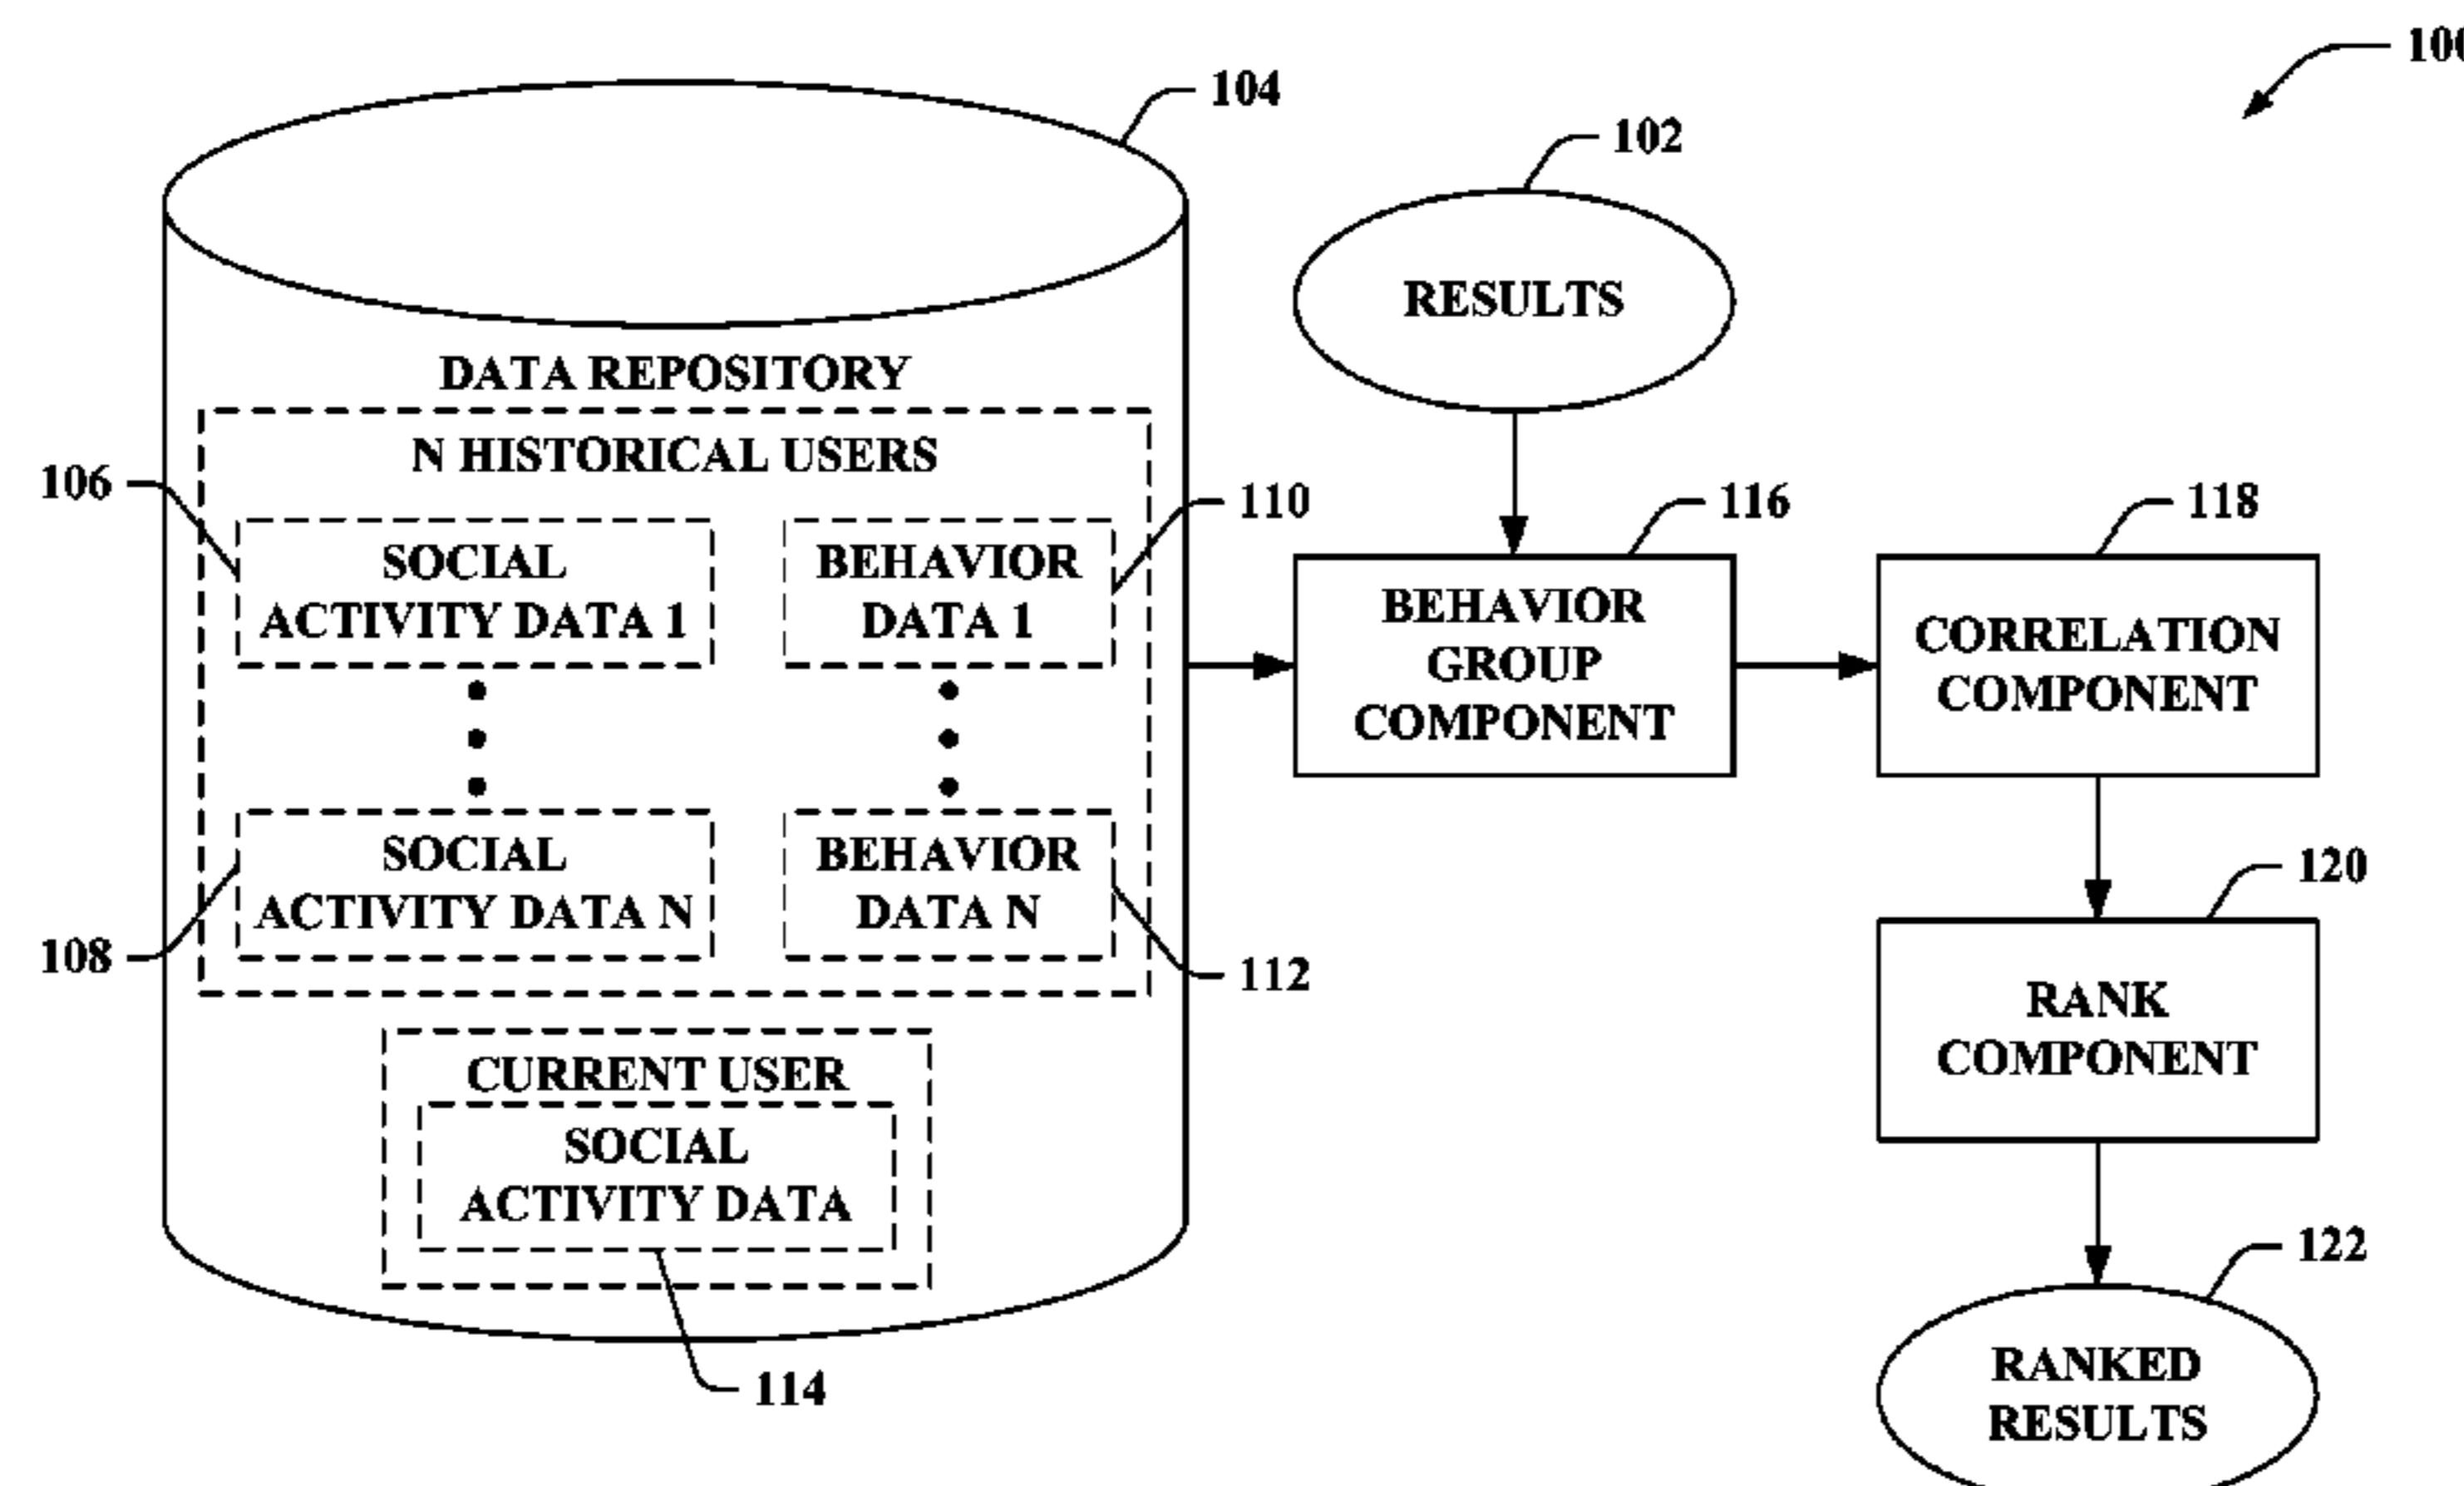 100
104
102
RESULTS
DATA REPOSITORY
N HISTORICAL USERS
106
110
116
118
SOCIAL
ACTIVITY DATA 1
BEHAVIOR
DATA 1
BEHAVIOR
GROUP
COMPONENT
CORRELATION
COMPONENT
SOCIAL
ACTIVITY DATA N
BEHAVIOR
DATA N
120
108
112
RANK
COMPONENT
CURRENT USER
SOCIAL
ACTIVITY DATA
122
114
RANKED
RESULTS